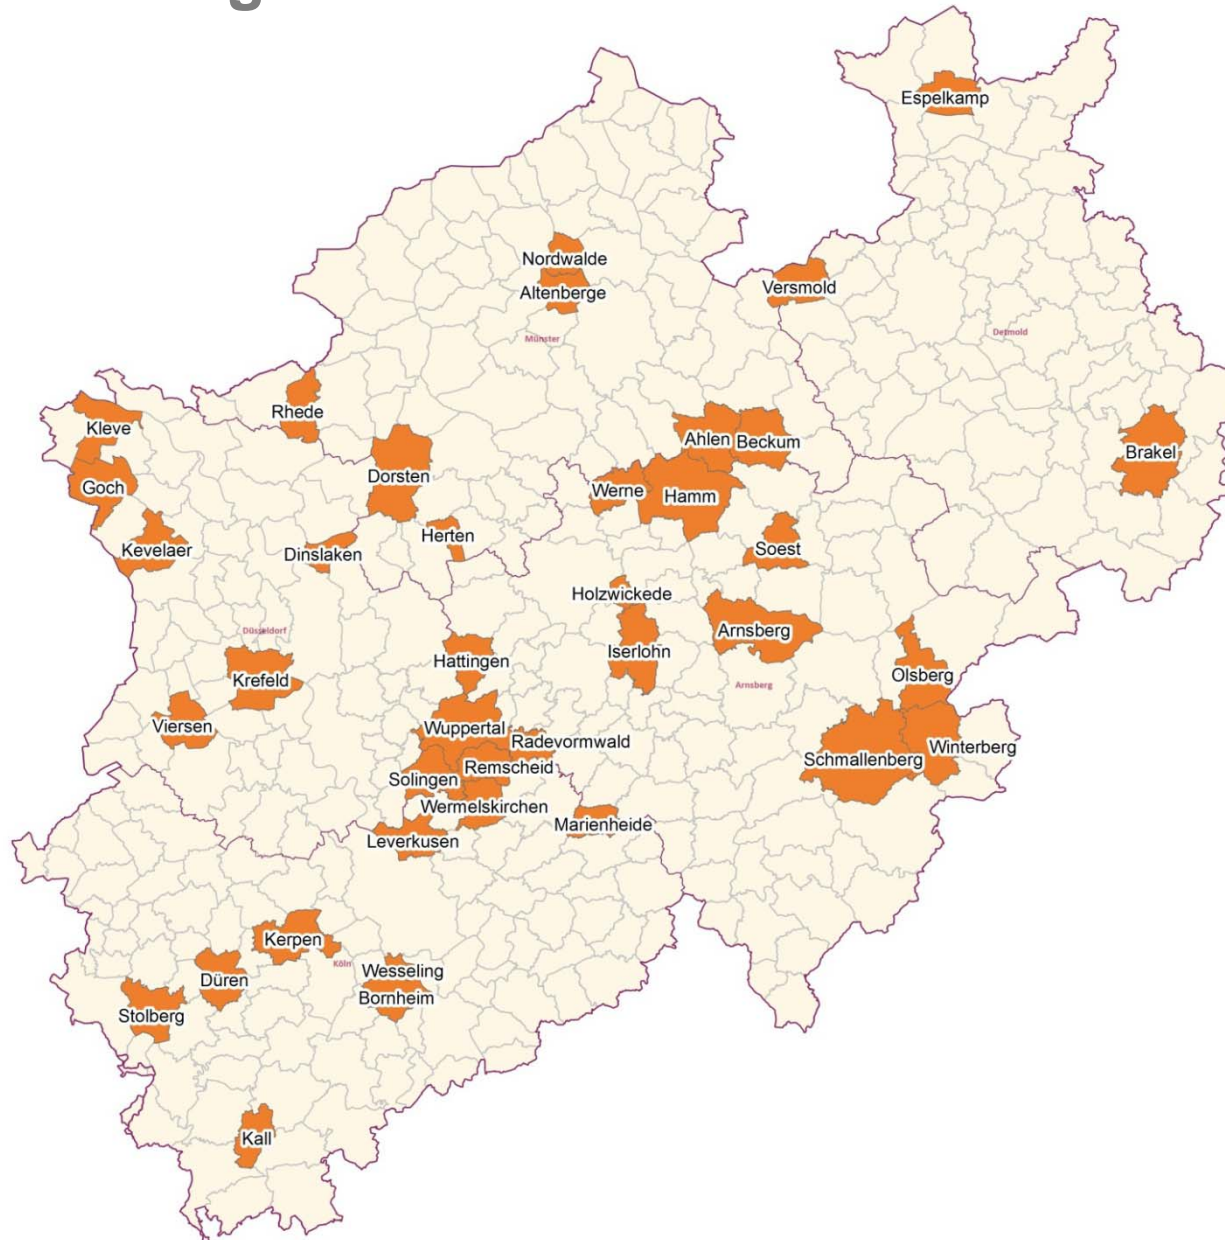 Espelkamp
Nordwalde
Altenberge
Versmold
Münster
Detmold
Rhede
Kleve
Ahlen
Beckum
Brakel
Dorsten
Goch
Werne
Hamm
Herten
Kevelaer
Dinslaken
Soest
Holzwickede
Düsseldorf
Arnsberg
Iserlohn
Hattingen
Olsberg
Krefeld
Arnsberg
Viersen
Wuppertal
Radevormwald
Winterberg
Schmallenberg
Remscheid
Solingen
Wermelskirchen
Marienheide
Leverkusen
Kerpen
Köln
Wesseling
Düren
Bornheim
Stolberg
Kall